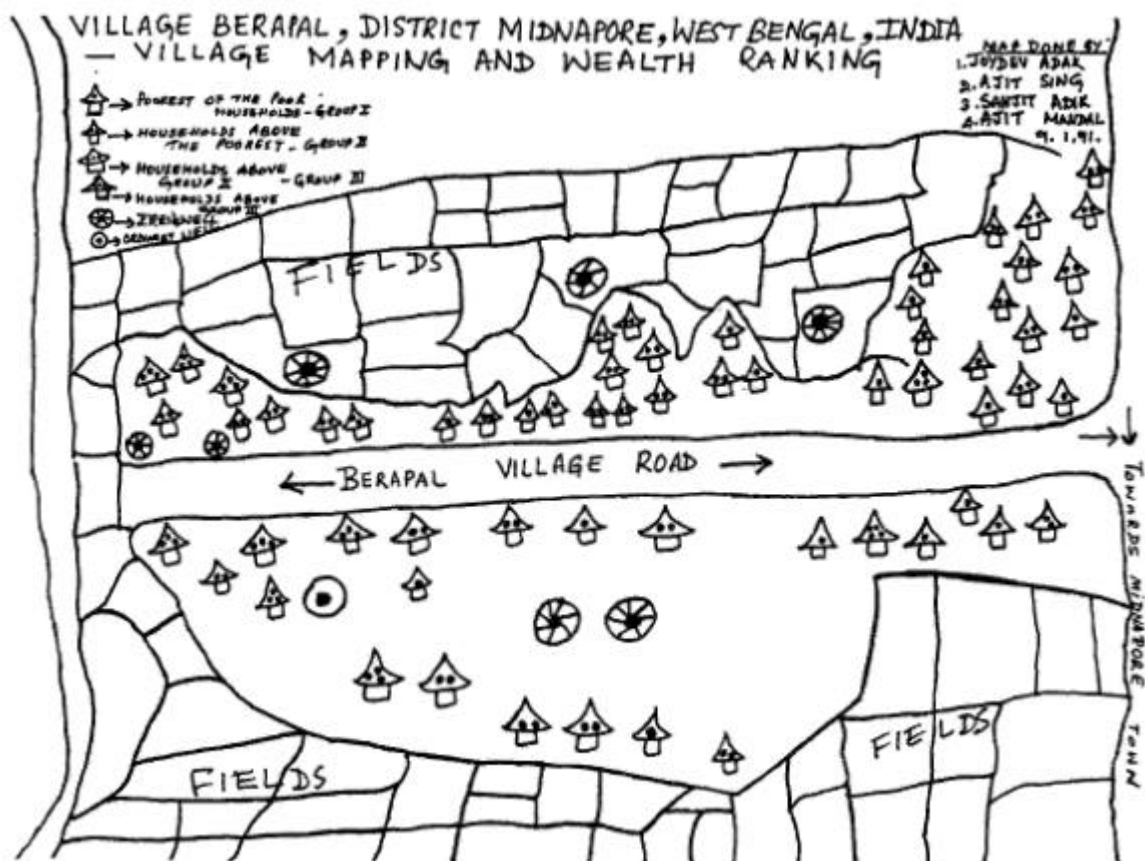 VILLAGE BERAPAL, DISTRICT MIDNAPORE, WEST BENGAL, INDIA
— VILLAGE MAPPING AND WEALTH RANKING
MAP DONE BY
1. JOYDEV ADAK
2. AJIT SING
3. SANJIT ADIK
4. AJIT MANDAL
9.1.91.
→ POOREST OF THE POOR
HOUSEHOLDS - GROUP I
→ HOUSEHOLDS ABOVE
THE POOREST - GROUP II
→ HOUSEHOLDS ABOVE
GROUP II - GROUP III
→ HOUSEHOLDS ABOVE
GROUP III
FIELDS
← BERAPAL VILLAGE ROAD →
TOWARDS MIDNAPORE TOWN
FIELDS
FIELDS